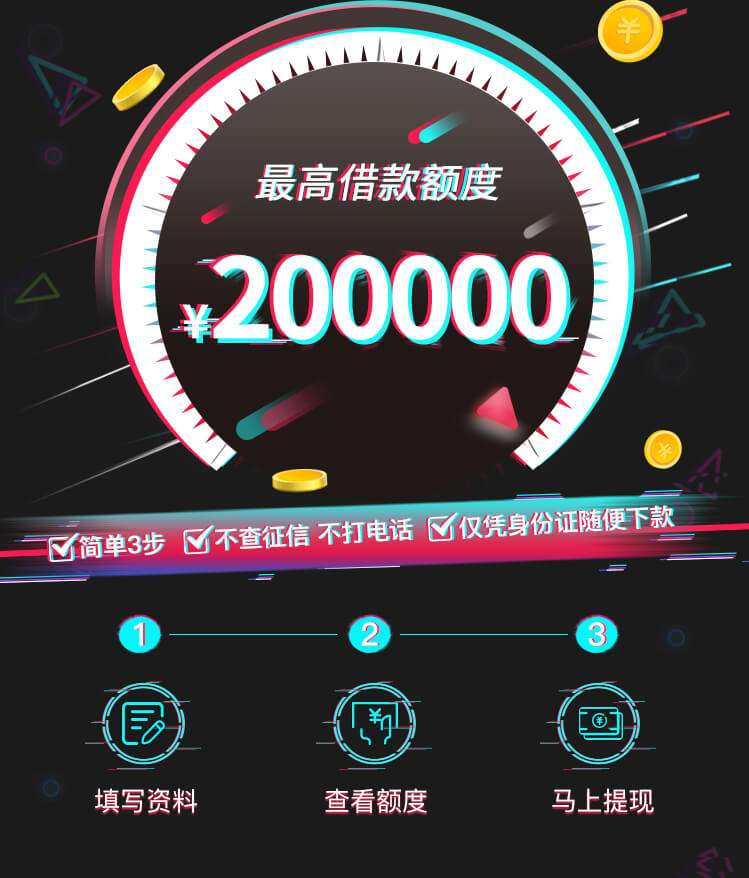 最高借款额度
¥200000
简单3步 不查征信 不打电话 仅凭身份证随便下款
1 2 3
填写资料 查看额度 马上提现